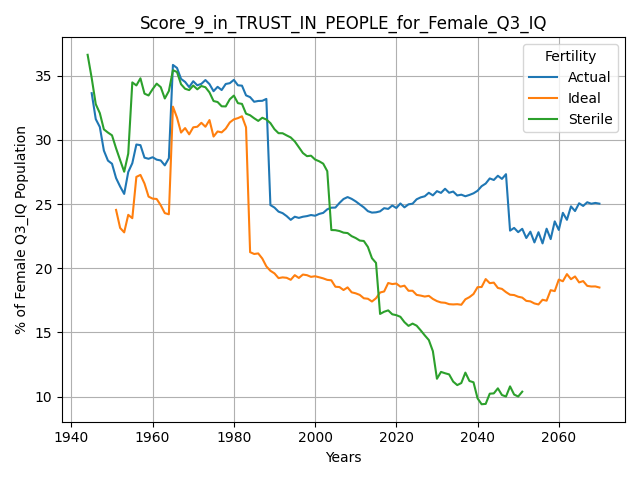 Score_9_in_TRUST_IN_PEOPLE_for_Female_Q3_IQ
Fertility
Actual
Ideal
Sterile
% of Female Q3_IQ Population
35
30
25
20
15
10
1940
1960
1980
2000
2020
2040
2060
Years